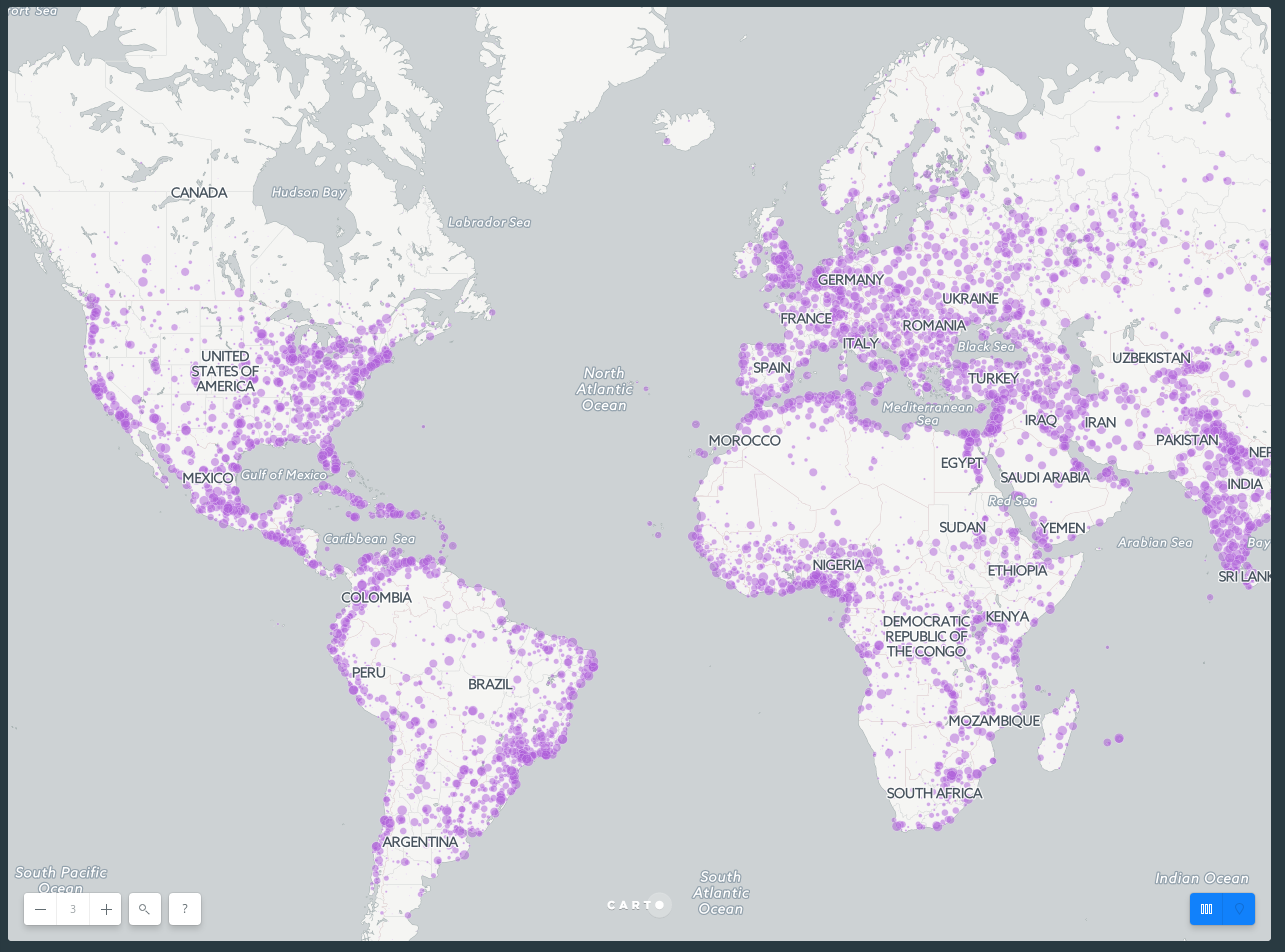 ort Sea
CANADA
Hudson Bay
Labrador Sea
GERMANY
UKRAINE
FRANCE
ROMANIA
ITALY
Black Sea
UNITED
STATES OF
AMERICA
UZBEKISTAN
SPAIN
TURKEY
North
Atlantic
Ocean
Mediterranean
Sea
IRAQ
IRAN
MOROCCO
PAKISTAN
NEP
EGYPT
MEXICO
Gulf of Mexico
SAUDI ARABIA
INDIA
Red Sea
SUDAN
YEMEN
Caribbean Sea
Arabian Sea
Bay
NIGERIA
ETHIOPIA
SRI LANK
COLOMBIA
KENYA
DEMOCRATIC
REPUBLIC OF
THE CONGO
PERU
BRAZIL
MOZAMBIQUE
SOUTH AFRICA
ARGENTINA
South Pacific
Ocean
South
Atlantic
Ocean
Indian Ocean
3
?
CARTO